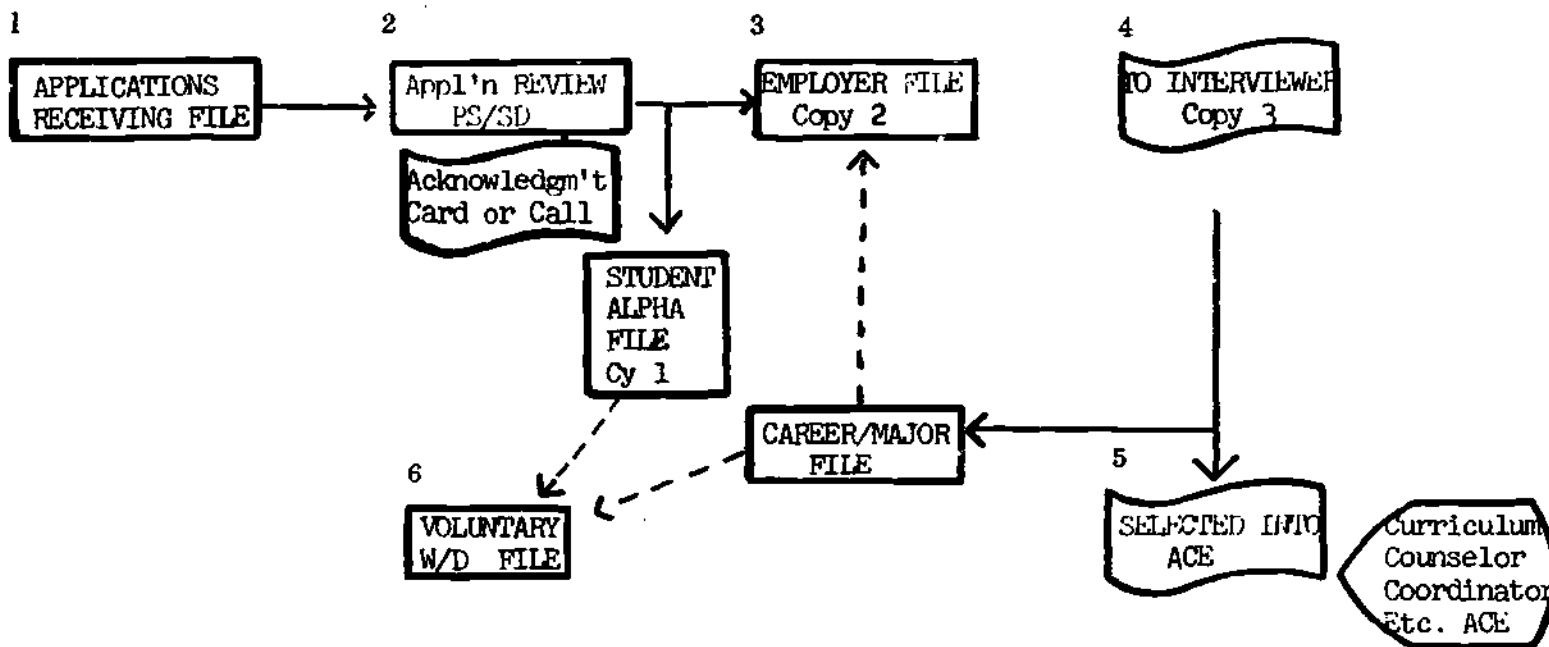 1
APPLICATIONS
RECEIVING FILE
2
Appl'n REVIEW
PS/SD
Acknowledgm't
Card or Call
3
EMPLOYER FILE
Copy 2
4
TO INTERVIEWER
Copy 3
STUDENT
ALPHA
FILE
Cy 1
CAREER/MAJOR
FILE
5
SELECTED INTO
ACE
Curriculum
Counselor
Coordinator
Etc. ACE
6
VOLUNTARY
W/D FILE